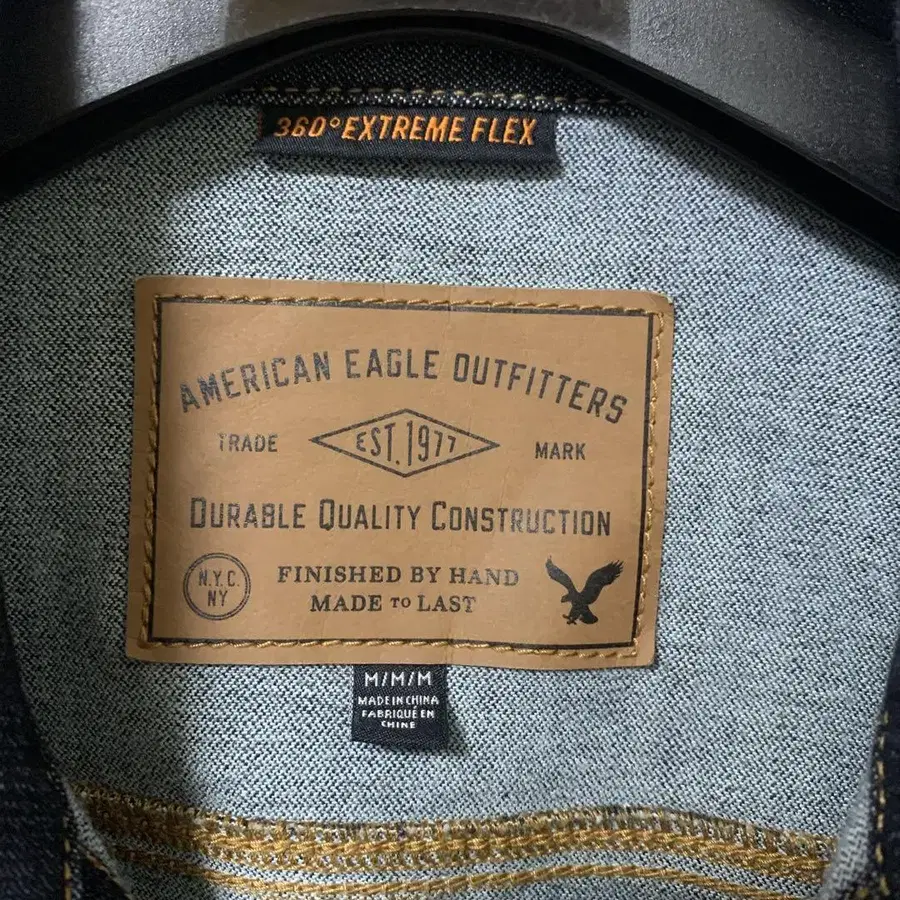 360° EXTREME FLEX
AMERICAN EAGLE OUTFITTERS
TRADE EST. 1977 MARK
DURABLE QUALITY CONSTRUCTION
N.Y.C.
NY
FINISHED BY HAND
MADE TO LAST
M/M/M
MADE IN CHINA
FABRIQUÉ EN
CHINE